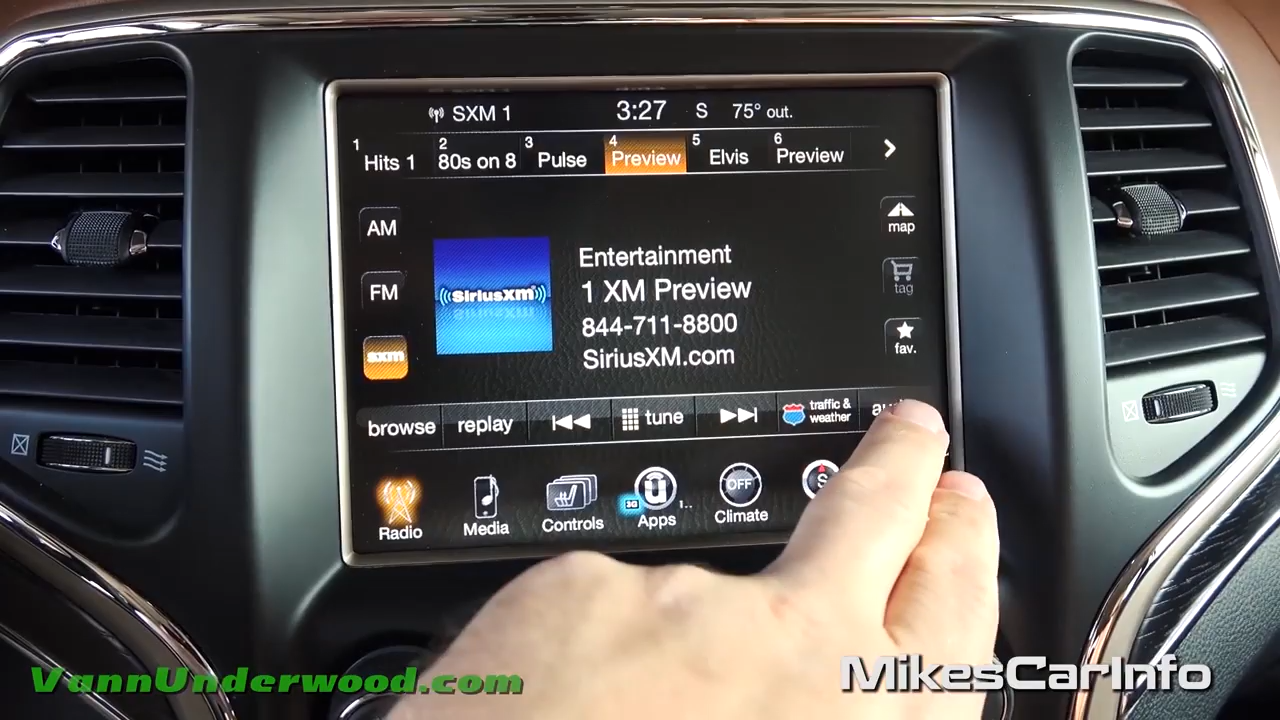 SXM 1 3:27 S 75° out.
1 Hits 1 2 80s on 8 3 Pulse 4 Preview 5 Elvis 6 Preview
AM
FM
sxm
((SiriusXm))
Entertainment
1 XM Preview
844-711-8800
SiriusXM.com
map
tag
fav.
browse replay tune traffic & weather
Radio Media Controls 3G Apps 1.. OFF Climate S
VannUnderwood.com
MikesCarInfo